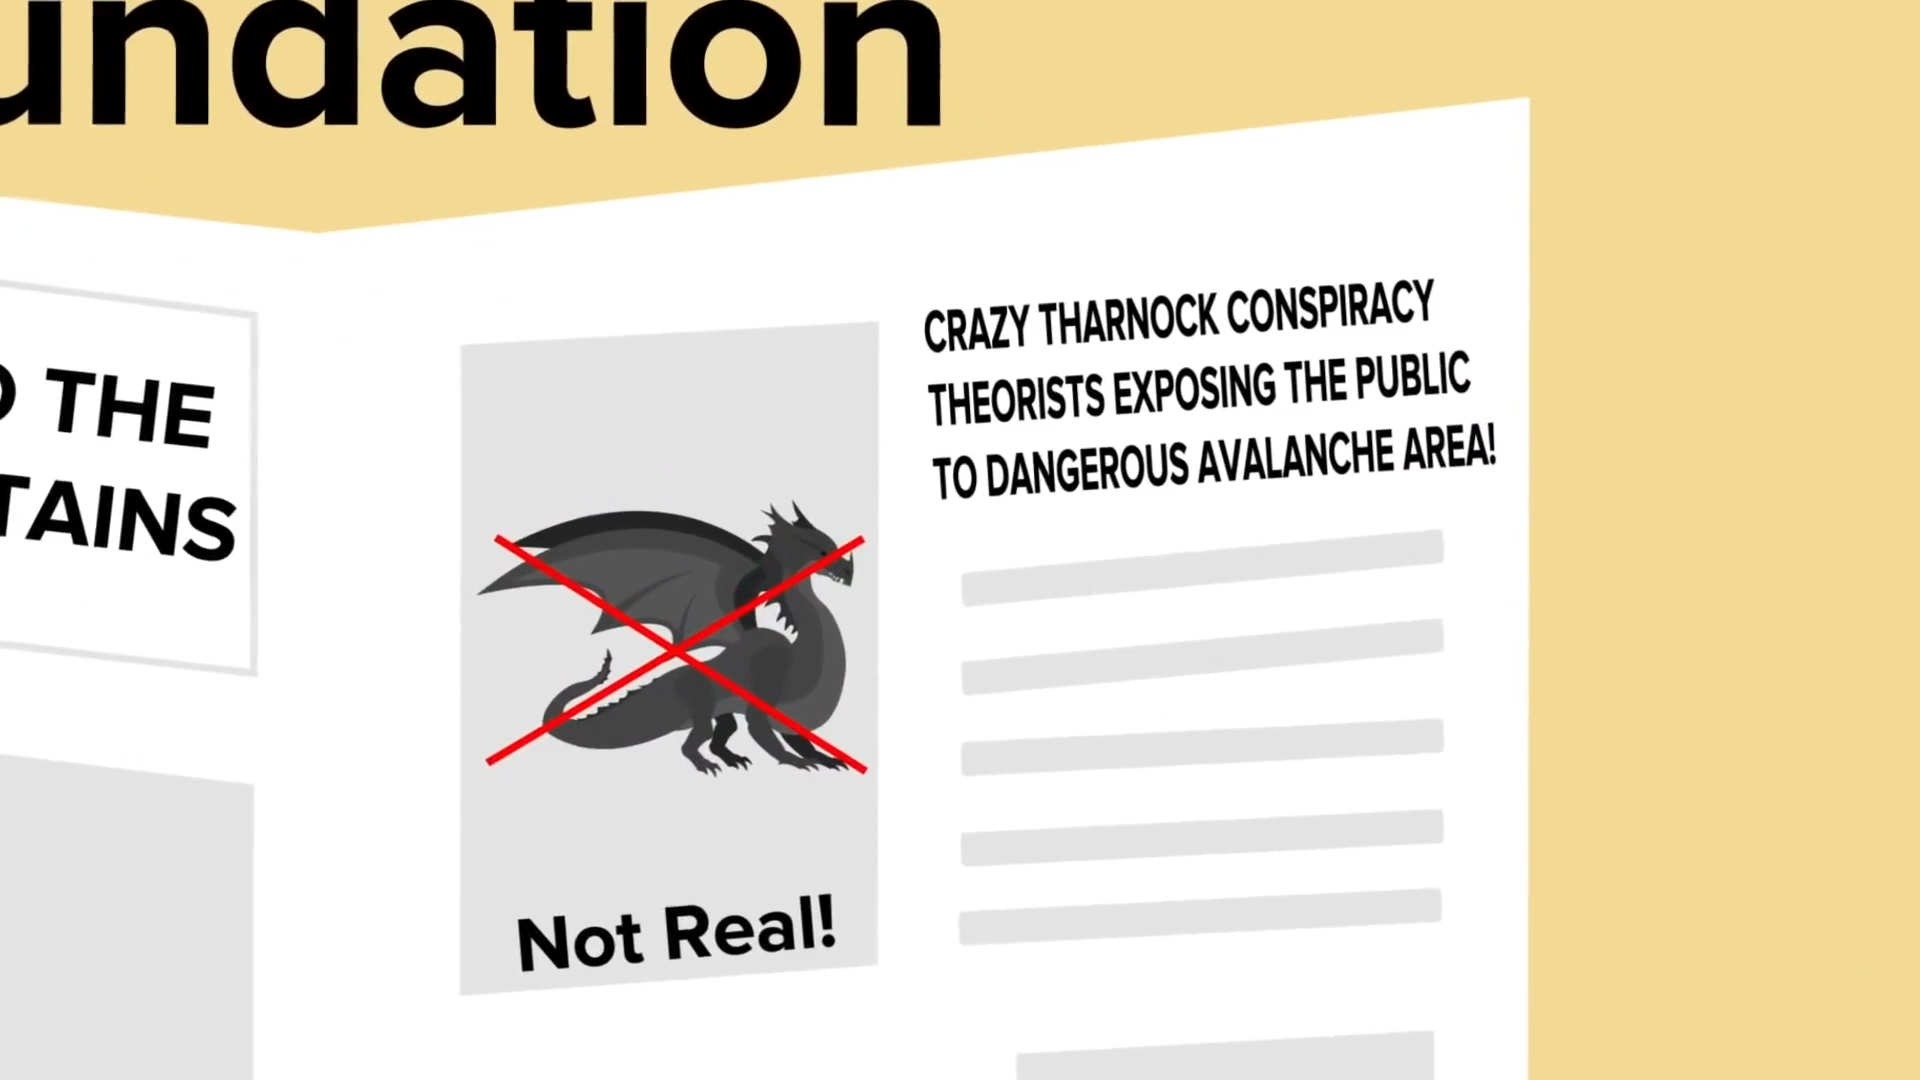 undation
THE
TAINS
CRAZY THARNOCK CONSPIRACY
THEORISTS EXPOSING THE PUBLIC
TO DANGEROUS AVALANCHE AREA!
Not Real!